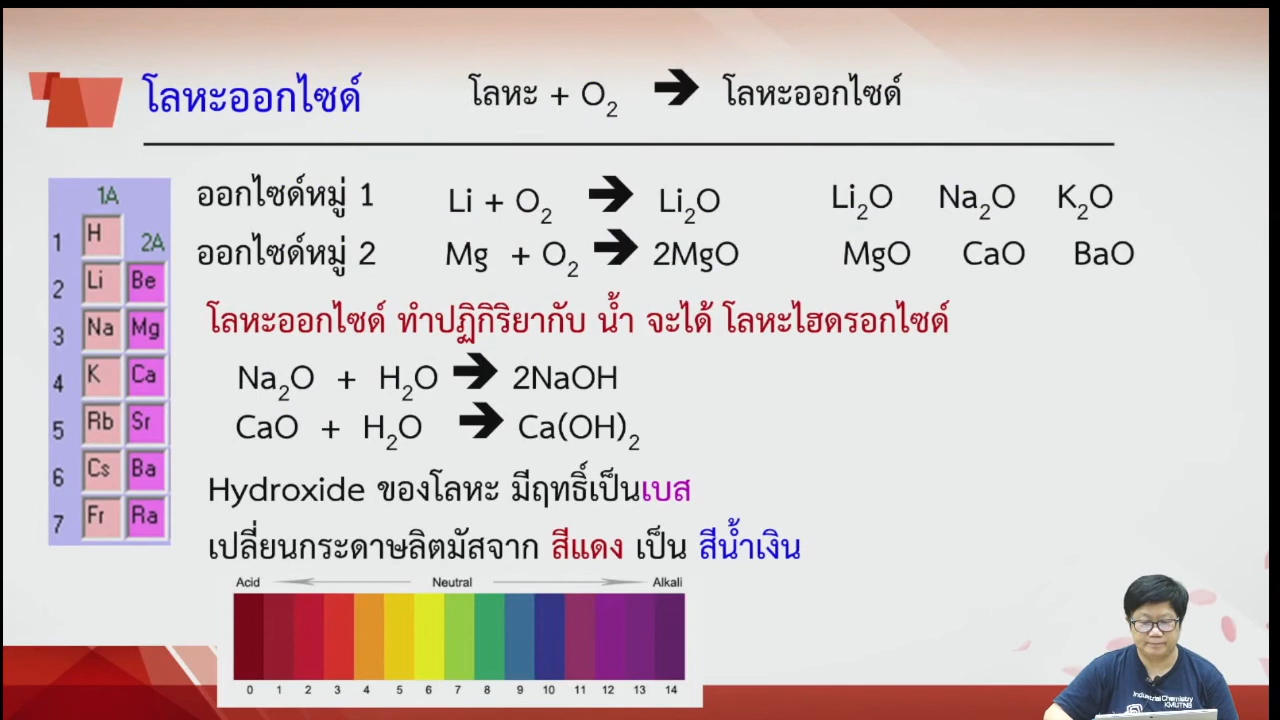 โลหะออกไซด์
โลหะ + O₂ ➔ โลหะออกไซด์
ออกไซด์หมู่ 1 Li + O₂ ➔ Li₂O Li₂O Na₂O K₂O
ออกไซด์หมู่ 2 Mg + O₂ ➔ 2MgO MgO CaO BaO
โลหะออกไซด์ ทำปฏิกิริยากับ น้ำ จะได้ โลหะไฮดรอกไซด์
Na₂O + H₂O ➔ 2NaOH
CaO + H₂O ➔ Ca(OH)₂
Hydroxide ของโลหะ มีฤทธิ์เป็นเบส
เปลี่ยนกระดาษลิตมัสจาก สีแดง เป็น สีน้ำเงิน
1A
1 H 2A
2 Li Be
3 Na Mg
4 K Ca
5 Rb Sr
6 Cs Ba
7 Fr Ra
Acid Neutral Alkali
0 1 2 3 4 5 6 7 8 9 10 11 12 13 14
Industrial Chemistry
KMUTNB